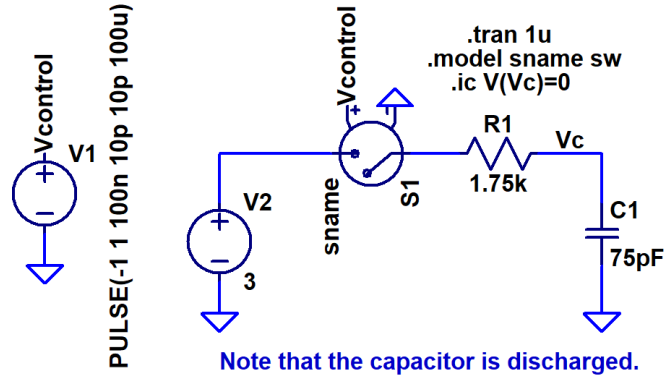 .tran 1u
.model sname sw
.ic V(Vc)=0
Vcontrol
V1
+
−
PULSE(-1 1 100n 10p 10p 100u)
Vcontrol
+
sname
S1
R1
1.75k
Vc
V2
+
−
3
C1
75pF
Note that the capacitor is discharged.